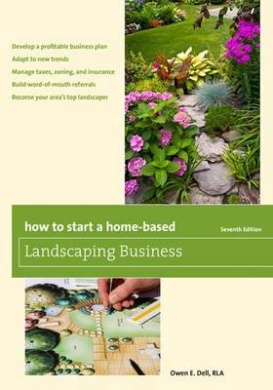 Develop a profitable business plan
Adapt to new trends
Manage taxes, zoning, and insurance
Build word-of-mouth referrals
Become your area's top landscaper
how to start a home-based
Seventh Edition
Landscaping Business
Owen E. Dell, RLA